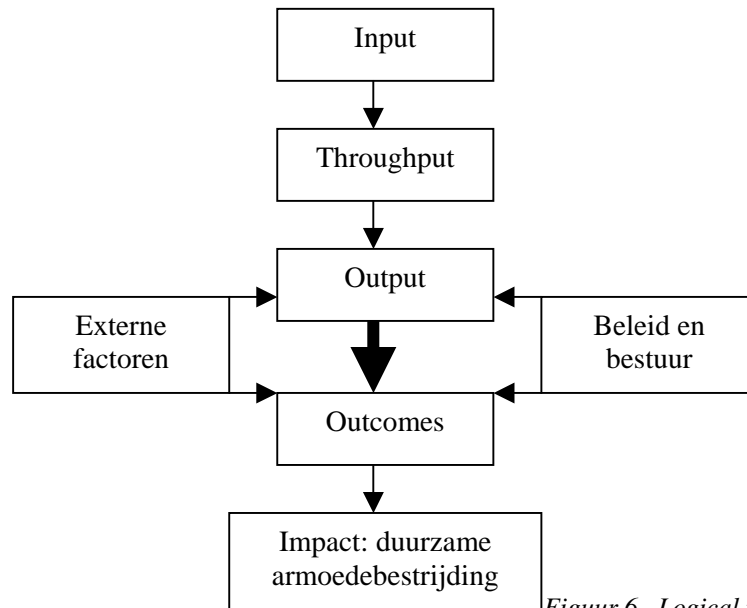 Input
Throughput
Output
Externe
factoren
Beleid en
bestuur
Outcomes
Impact: duurzame
armoedebestrijding
Figuur 6 Logical